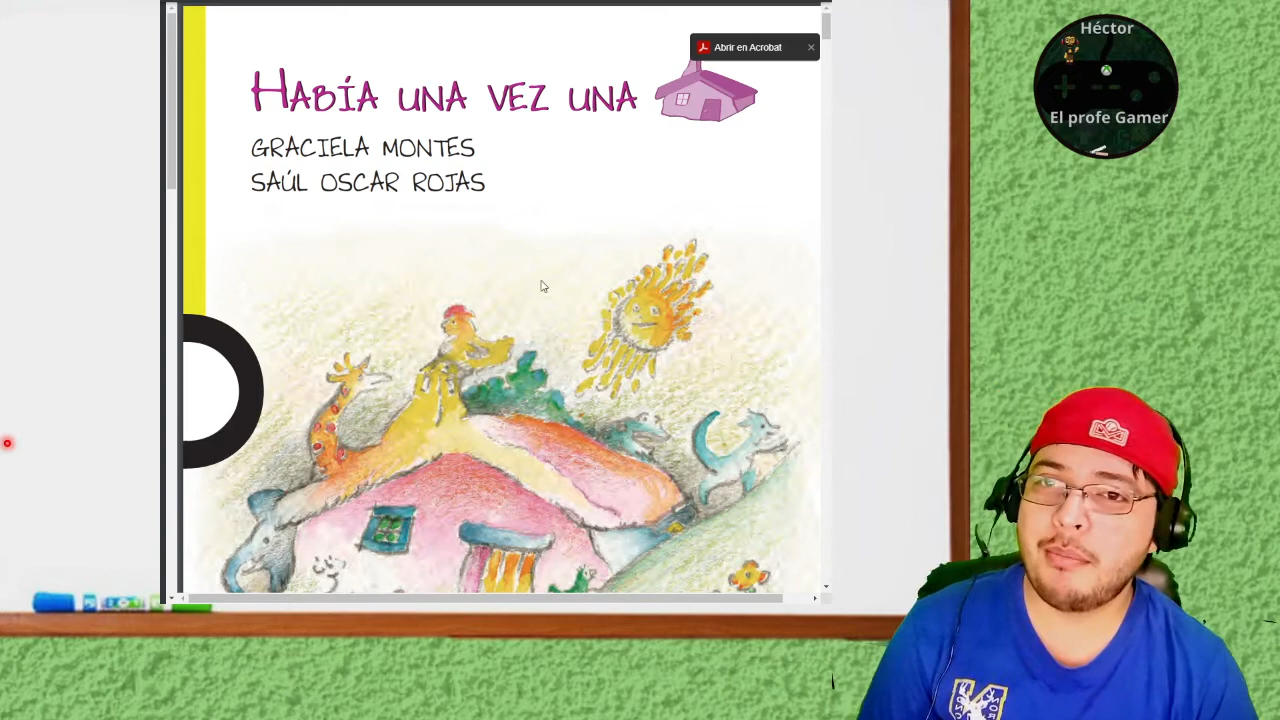 Abrir en Acrobat
HABÍA UNA VEZ UNA
GRACIELA MONTES
SAÚL OSCAR ROJAS
Héctor
El profe Gamer